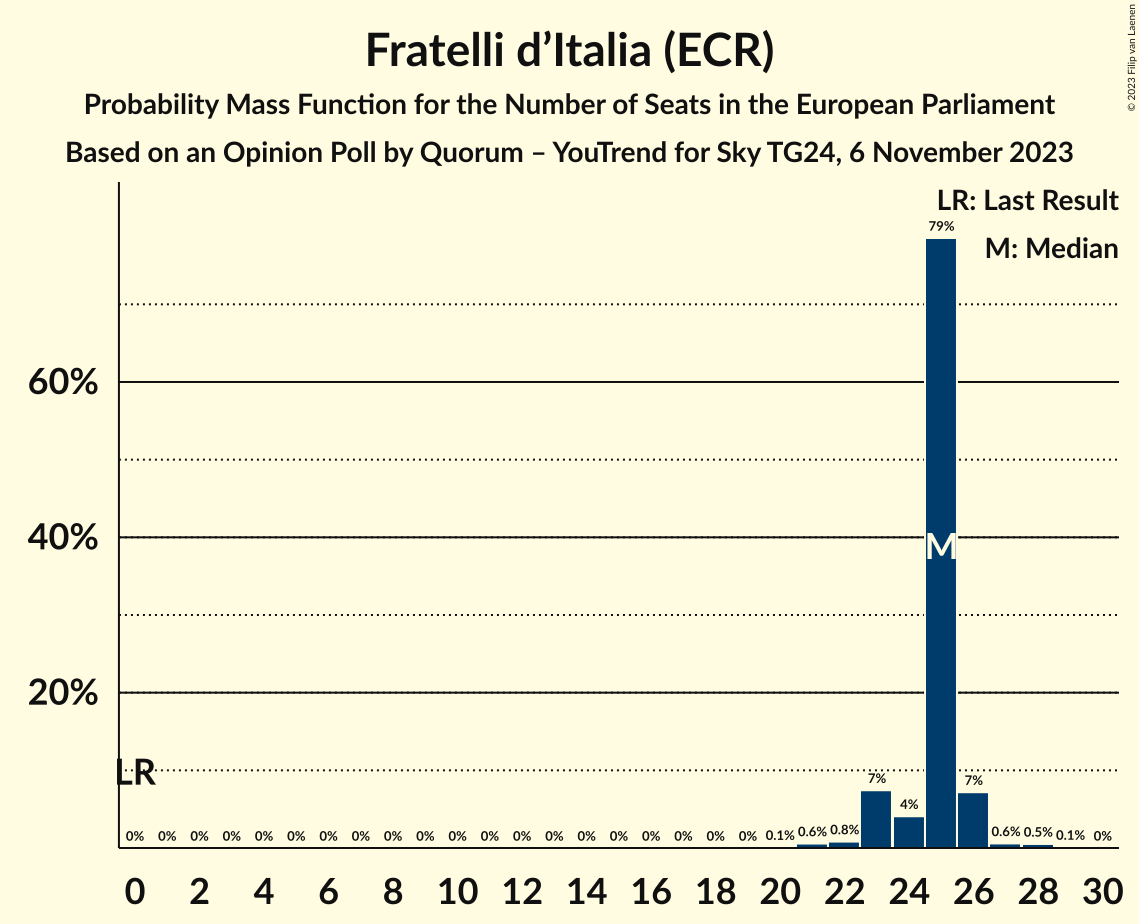 Fratelli d’Italia (ECR)
Probability Mass Function for the Number of Seats in the European Parliament
Based on an Opinion Poll by Quorum – YouTrend for Sky TG24, 6 November 2023
© 2023 Filip van Laenen
LR: Last Result
M: Median
79%
60%
40%
M
20%
LR
0% 0% 0% 0% 0% 0% 0% 0% 0% 0% 0% 0% 0% 0% 0% 0% 0% 0% 0% 0% 0.1% 0.6% 0.8% 7% 4% 7% 0.6% 0.5% 0.1% 0%
0 2 4 6 8 10 12 14 16 18 20 22 24 26 28 30